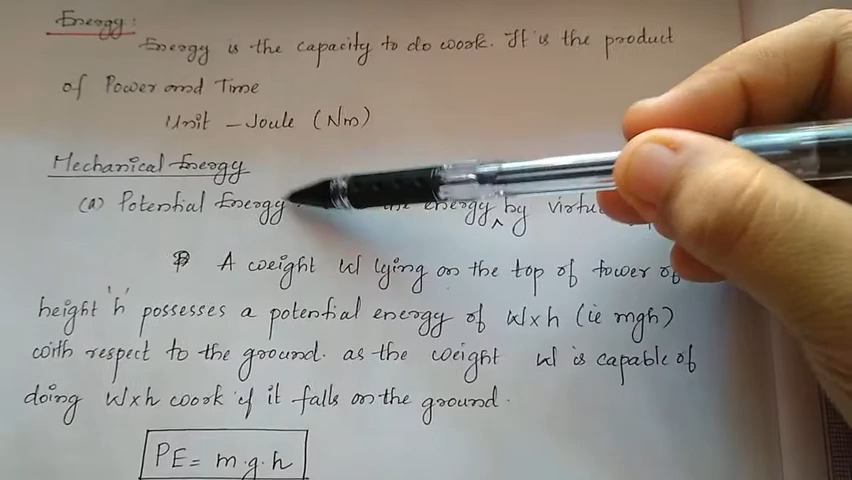 Energy:
Energy is the capacity to do work. It is the product
of Power and Time
Unit - Joule (Nm)
Mechanical Energy
(a) Potential Energy the energy by
A weight W lying on the top of tower of
height 'h' possesses a potential energy of W×h (ie mgh)
with respect to the ground. as the weight W is capable of
doing W×h work if it falls on the ground.
PE = m.g.h